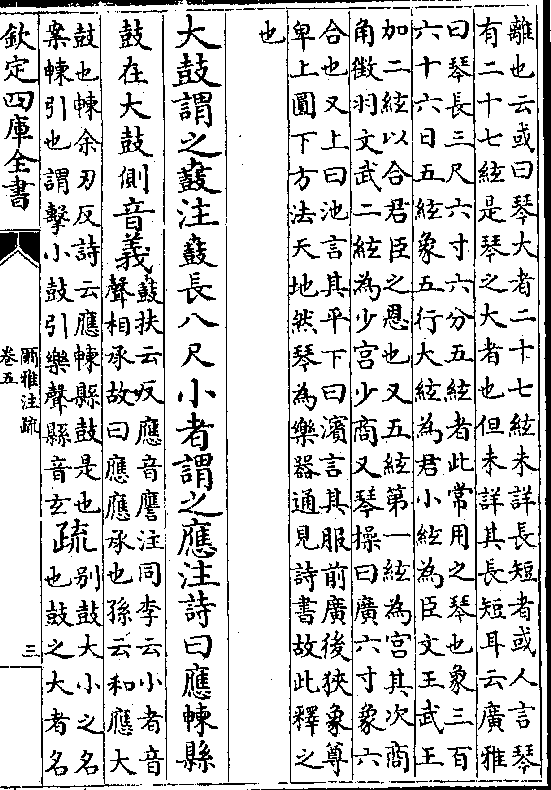 離也云或曰琴大者二十七絃未詳長短者或人言琴
有二十七絃是琴之大者也但未詳其長短耳云廣雅
曰琴長三尺六寸六分五絃者此常用之琴也象三百
六十六日五絃象五行大絃為君小絃為臣文王武王
加二絃以合君臣之恩也又五絃第一絃為宮其次商
角徵羽文武二絃為少宮少商又琴操曰廣六寸象六
合也又上曰池言其平下曰濱言其服前廣後狹象尊
卑上圓下方法天地然琴為樂器通見詩書故此釋之
也
大鼓謂之鼖注鼖長八尺小者謂之應注詩曰應朄縣
鼓在大鼓側音義
鼖扶云反應音譍注同李云小者音
聲相承故曰應應承也孫云和應大
鼓也朄余刃反詩云應朄縣鼓是也
案朄引也謂擊小鼓引樂聲縣音玄
疏
別鼓大小之名
也鼓之大者名
欽定四庫全書
爾雅注疏
卷五
三